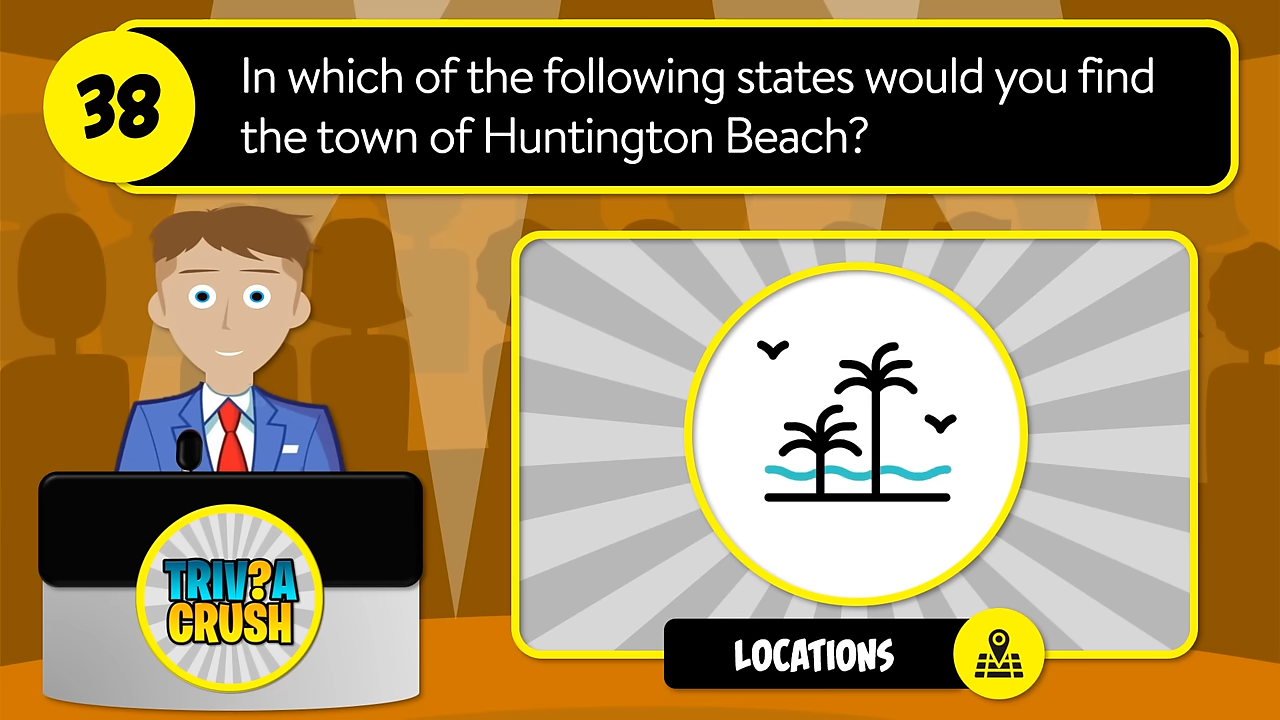 38
In which of the following states would you find
the town of Huntington Beach?
TRIV?A
CRUSH
LOCATIONS